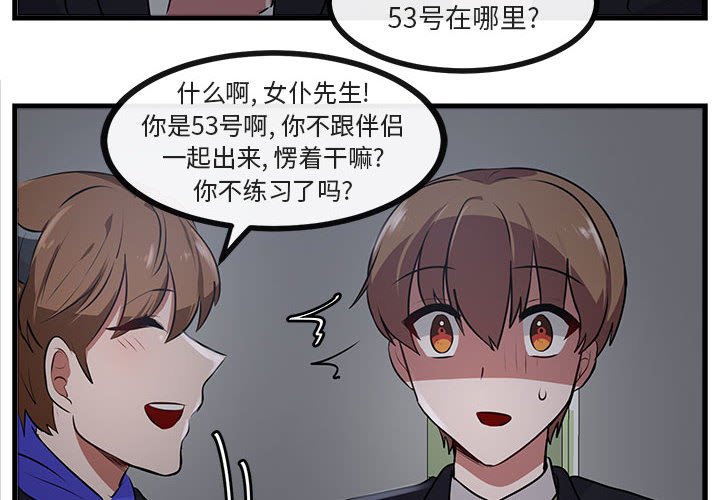 53号在哪里?
什么啊, 女仆先生!
你是53号啊, 你不跟伴侣
一起出来, 愣着干嘛?
你不练习了吗?